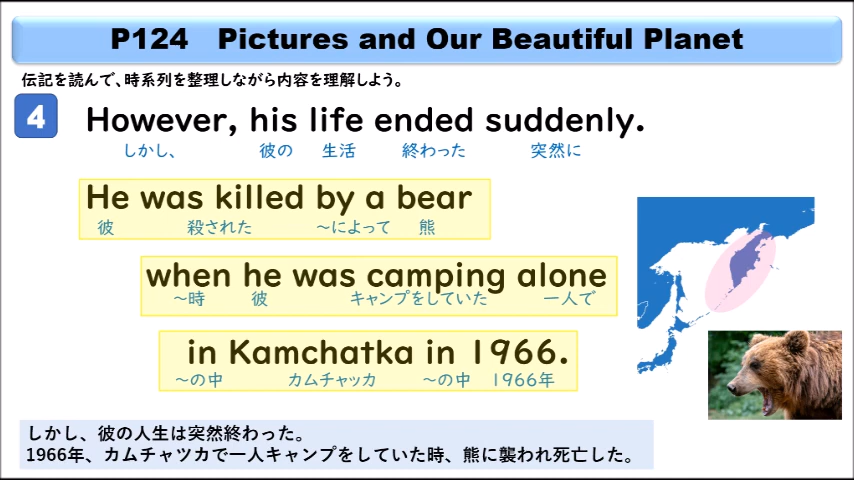 P124 Pictures and Our Beautiful Planet
伝記を読んで、時系列を整理しながら内容を理解しよう。
4
However, his life ended suddenly.
しかし、 彼の 生活 終わった 突然に
He was killed by a bear
彼 殺された ～によって 熊
when he was camping alone
～時 彼 キャンプをしていた 一人で
in Kamchatka in 1966.
～の中 カムチャッカ ～の中 1966年
しかし、彼の人生は突然終わった。
1966年、カムチャツカで一人キャンプをしていた時、熊に襲われ死亡した。